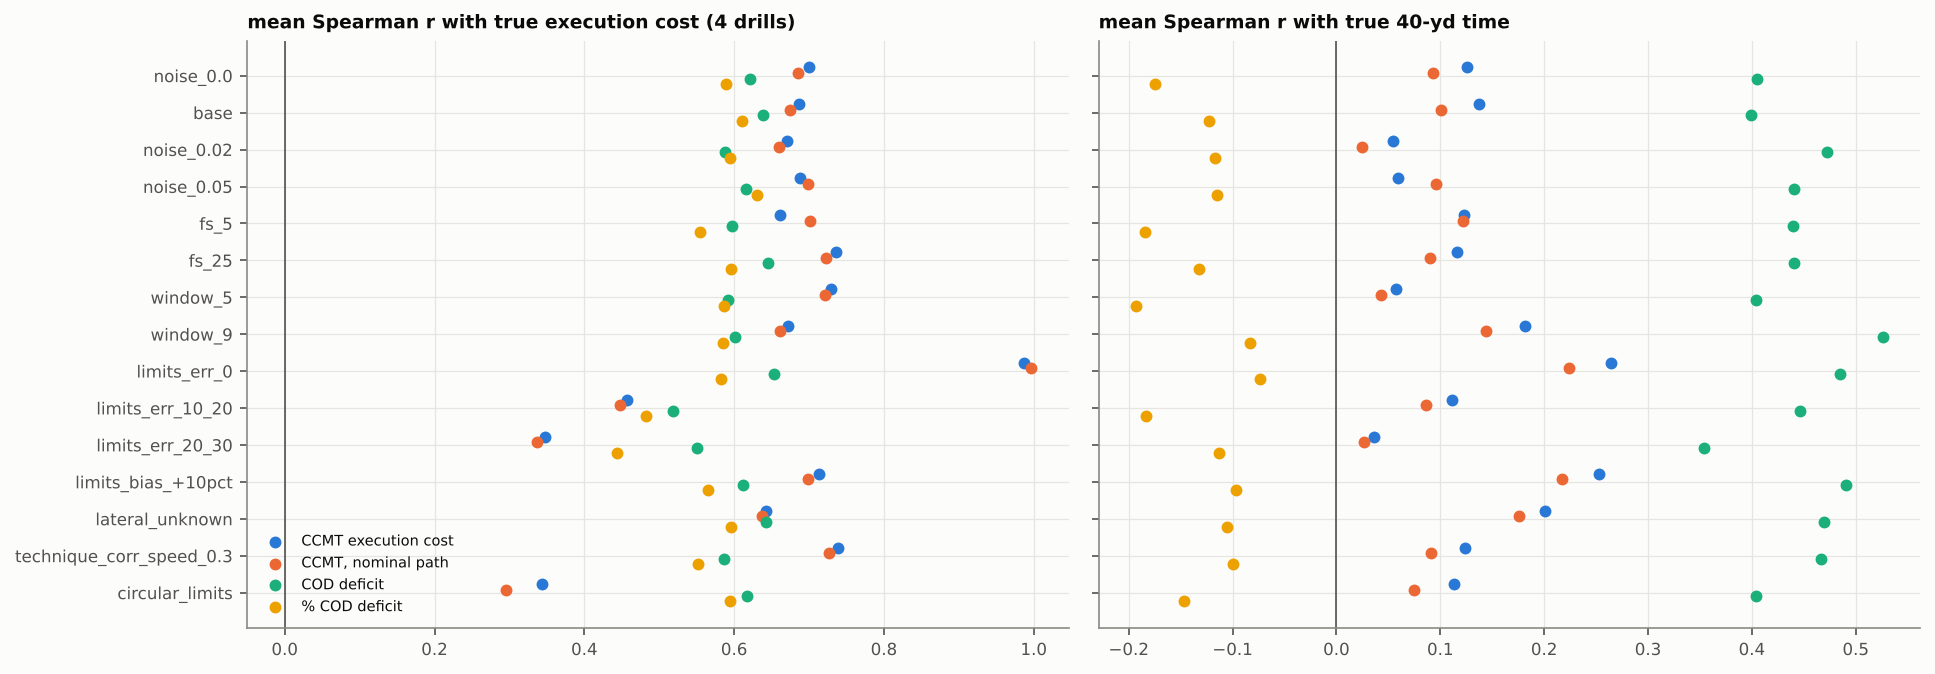 mean Spearman r with true execution cost (4 drills)
mean Spearman r with true 40-yd time
noise_0.0
base
noise_0.02
noise_0.05
fs_5
fs_25
window_5
window_9
limits_err_0
limits_err_10_20
limits_err_20_30
limits_bias_+10pct
lateral_unknown
technique_corr_speed_0.3
circular_limits
CCMT execution cost
CCMT, nominal path
COD deficit
% COD deficit
0.0 0.2 0.4 0.6 0.8 1.0
−0.2 −0.1 0.0 0.1 0.2 0.3 0.4 0.5